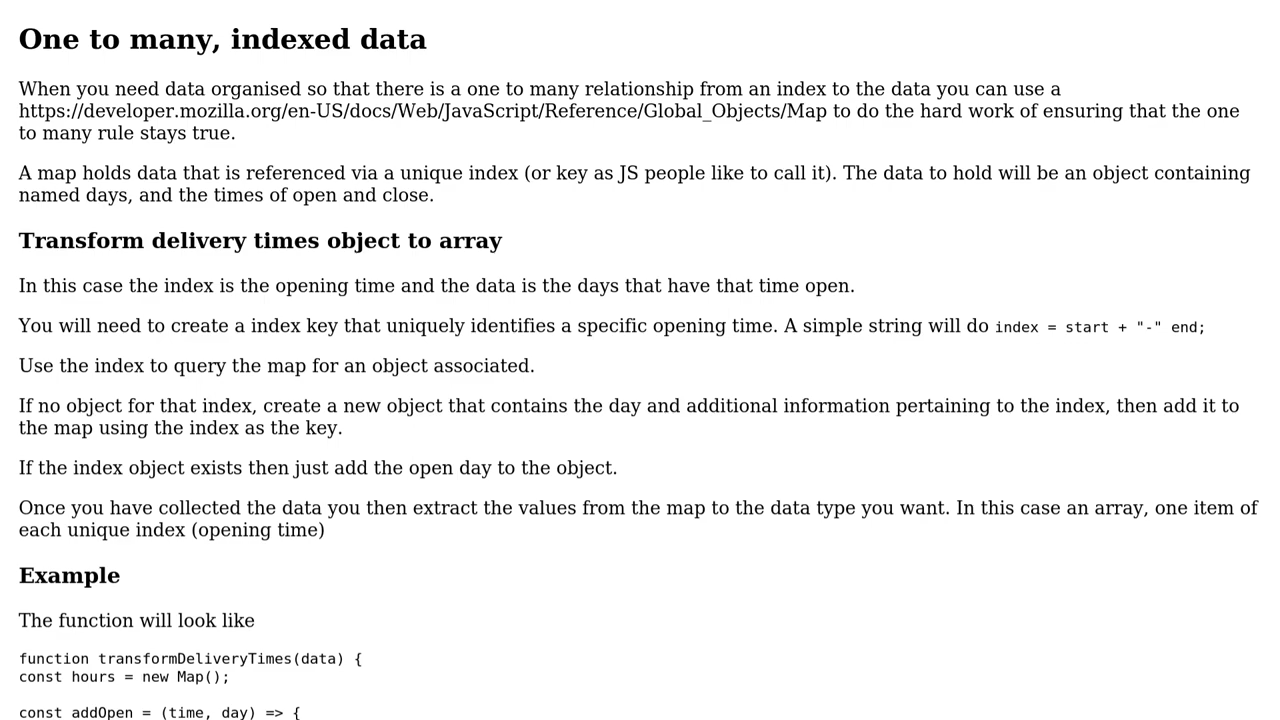 One to many, indexed data
When you need data organised so that there is a one to many relationship from an index to the data you can use a
https://developer.mozilla.org/en-US/docs/Web/JavaScript/Reference/Global_Objects/Map to do the hard work of ensuring that the one
to many rule stays true.
A map holds data that is referenced via a unique index (or key as JS people like to call it). The data to hold will be an object containing
named days, and the times of open and close.
Transform delivery times object to array
In this case the index is the opening time and the data is the days that have that time open.
You will need to create a index key that uniquely identifies a specific opening time. A simple string will do index = start + "-" end;
Use the index to query the map for an object associated.
If no object for that index, create a new object that contains the day and additional information pertaining to the index, then add it to
the map using the index as the key.
If the index object exists then just add the open day to the object.
Once you have collected the data you then extract the values from the map to the data type you want. In this case an array, one item of
each unique index (opening time)
Example
The function will look like
function transformDeliveryTimes(data) {
const hours = new Map();
const addOpen = (time, day) => {